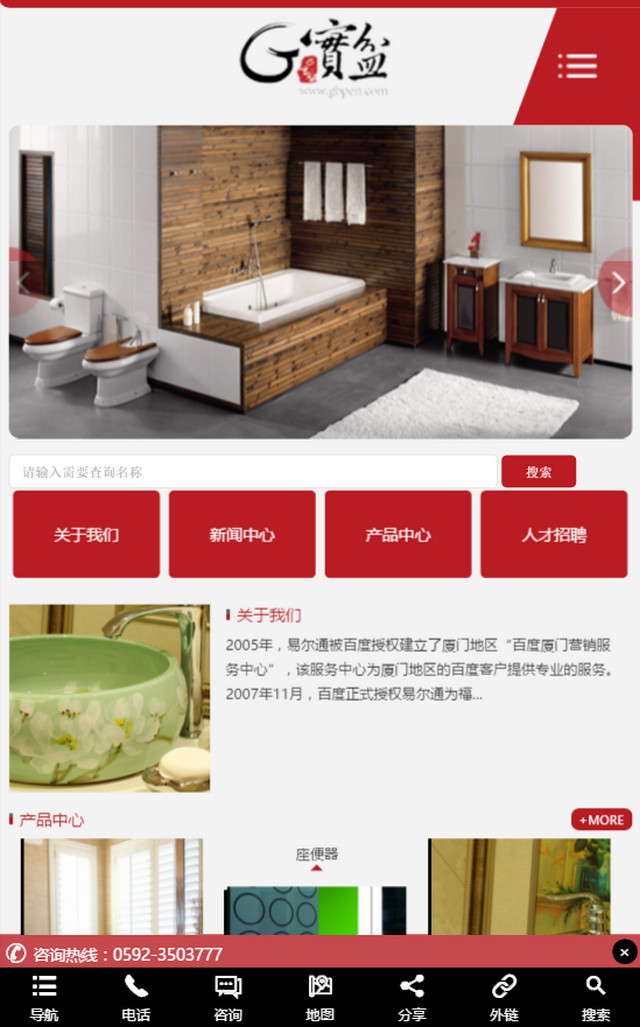 G寶盆
www.gbpen.com
请输入需要查询名称
搜索
关于我们
新闻中心
产品中心
人才招聘
关于我们
2005年，易尔通被百度授权建立了厦门地区“百度厦门营销服
务中心”，该服务中心为厦门地区的百度客户提供专业的服务。
2007年11月，百度正式授权易尔通为福...
产品中心
+MORE
座便器
咨询热线：0592-3503777
导航
电话
咨询
地图
分享
外链
搜索